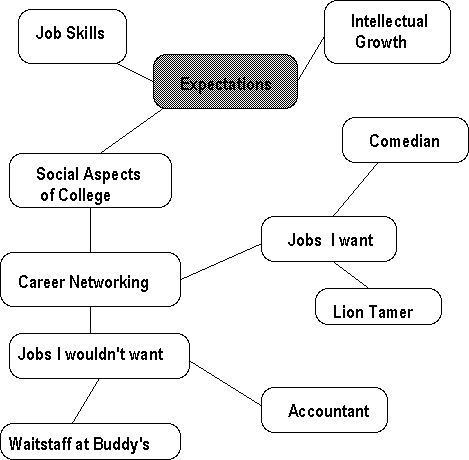 Job Skills
Intellectual
Growth
Expectations
Comedian
Social Aspects
of College
Jobs I want
Career Networking
Lion Tamer
Jobs I wouldn't want
Accountant
Waitstaff at Buddy's